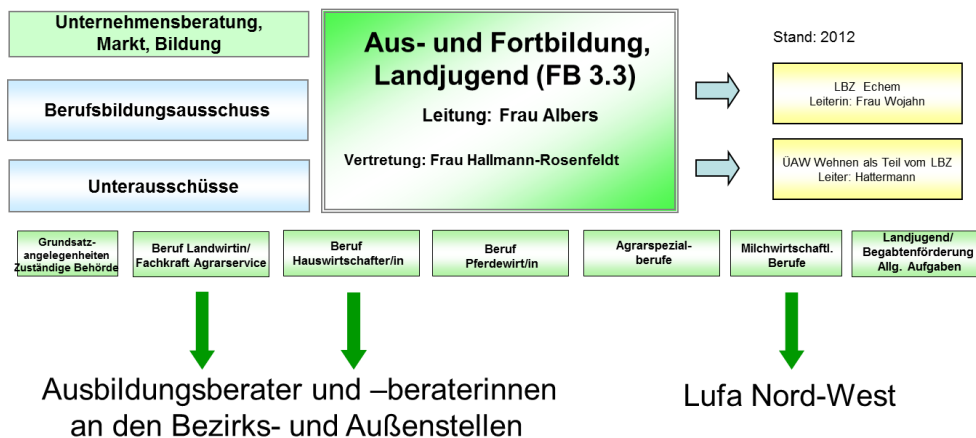 Unternehmensberatung,
Markt, Bildung
Berufsbildungsausschuss
Unterausschüsse
Aus- und Fortbildung,
Landjugend (FB 3.3)
Leitung: Frau Albers
Vertretung: Frau Hallmann-Rosenfeldt
Stand: 2012
LBZ Echem
Leiterin: Frau Wojahn
ÜAW Wehnen als Teil vom LBZ
Leiter: Hattermann
Grundsatz-
angelegenheiten
Zuständige Behörde
Beruf Landwirtin/
Fachkraft Agrarservice
Beruf
Hauswirtschafter/in
Beruf
Pferdewirt/in
Agrarspezial-
berufe
Milchwirtschaftl.
Berufe
Landjugend/
Begabtenförderung
Allg. Aufgaben
Ausbildungsberater und –beraterinnen
an den Bezirks- und Außenstellen
Lufa Nord-West